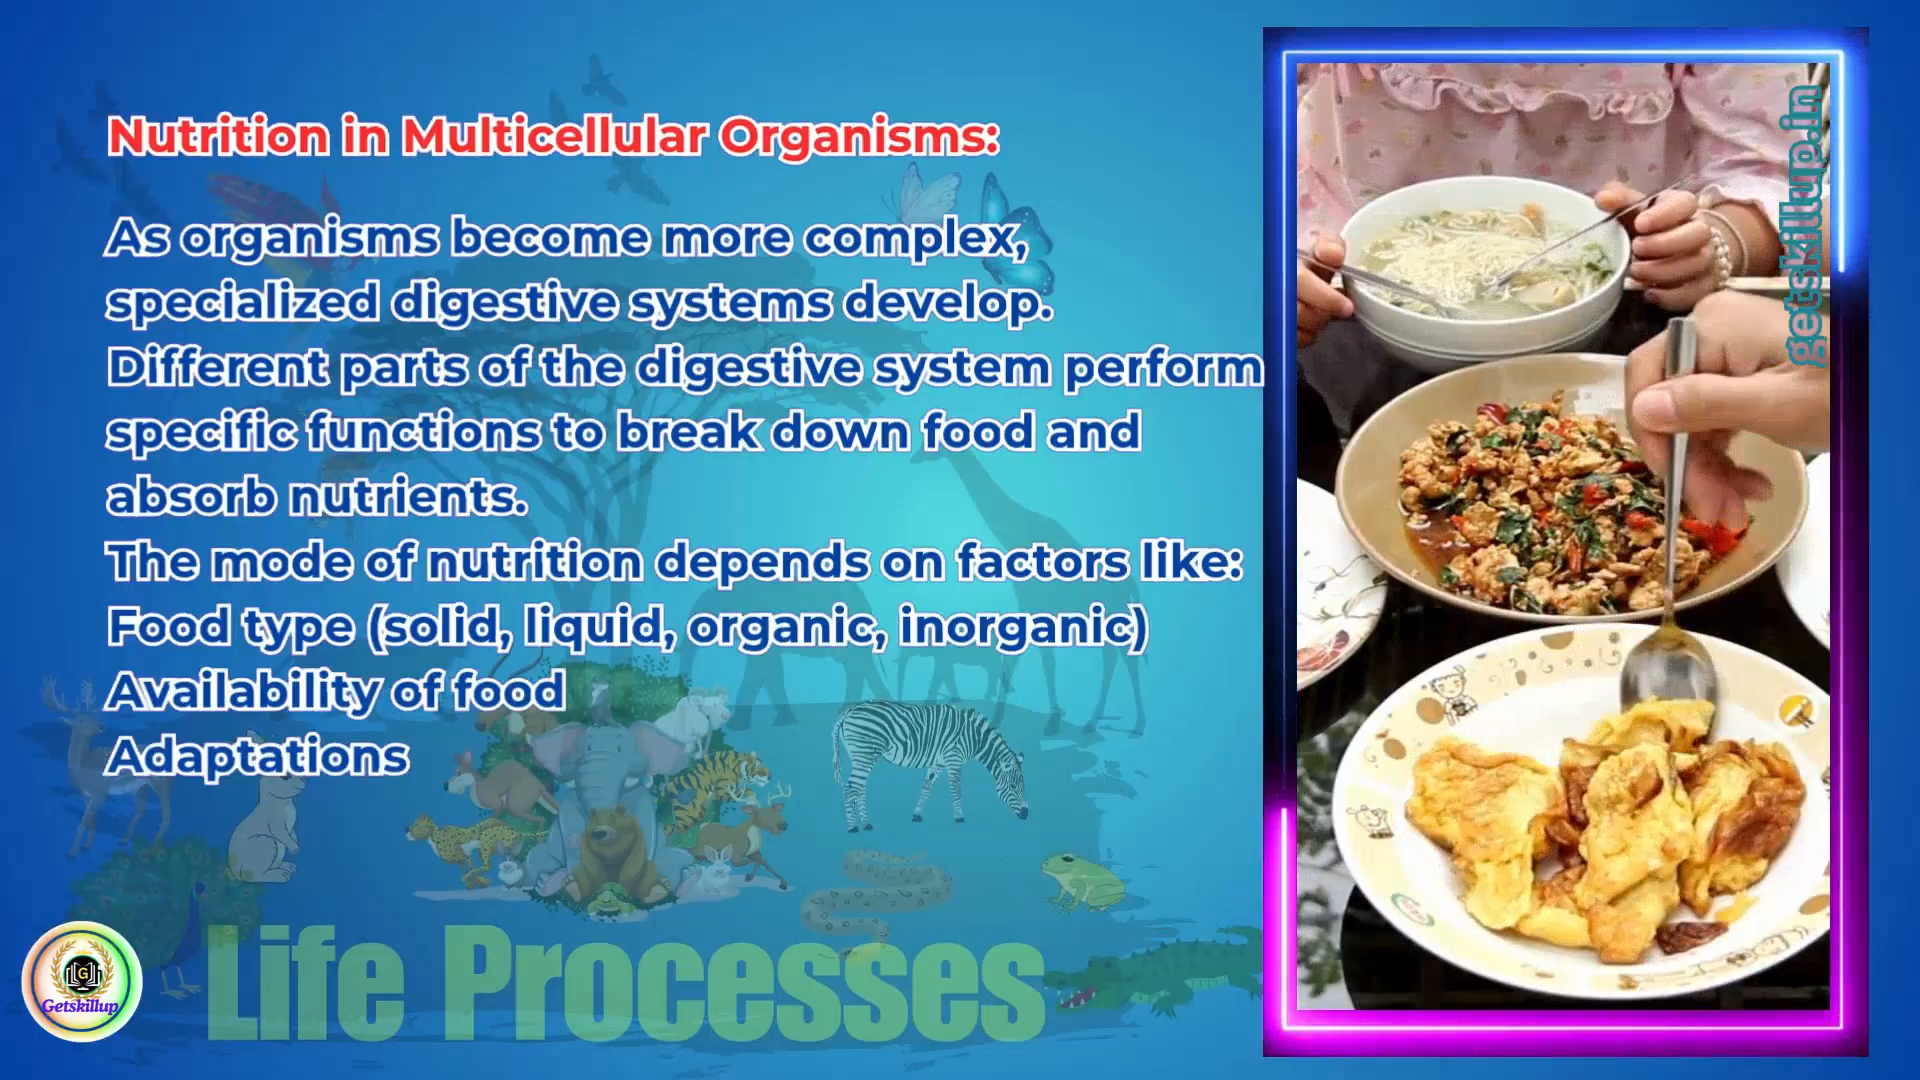 Nutrition in Multicellular Organisms:
As organisms become more complex,
specialized digestive systems develop.
Different parts of the digestive system perform
specific functions to break down food and
absorb nutrients.
The mode of nutrition depends on factors like:
Food type (solid, liquid, organic, inorganic)
Availability of food
Adaptations
Life Processes
G
Getskillup
getskillup.in